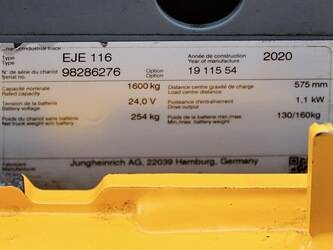 industrial truck
Type
Type
EJE 116
Année de construction
Year of manufacture
2020
N° de série du chariot
Serial no.
98286276
Option
Option
19 115 54
Capacité nominale
Rated capacity
1600 kg
Distance centre gravité de charge
Load centre distance
575 mm
Tension de la batterie
Battery voltage
24,0 V
Puissance d'entraînement
Drive output
1,1 kW
Poids du chariot sans batterie
Net truck weight w/o battery
254 kg
Poids de la batterie min./max.
Min./max. battery weight
130/160kg
Jungheinrich AG, 22039 Hamburg, Germany